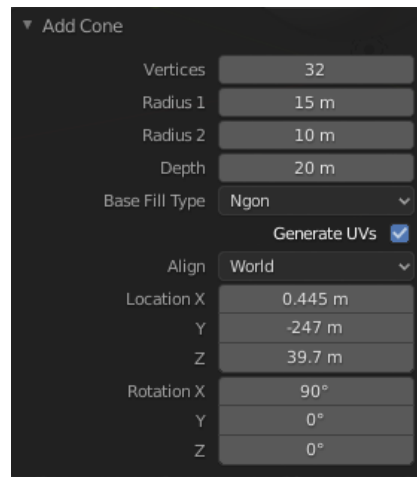 Add Cone
Vertices 32
Radius 1 15 m
Radius 2 10 m
Depth 20 m
Base Fill Type Ngon
Generate UVs
Align World
Location X 0.445 m
Y -247 m
Z 39.7 m
Rotation X 90°
Y 0°
Z 0°